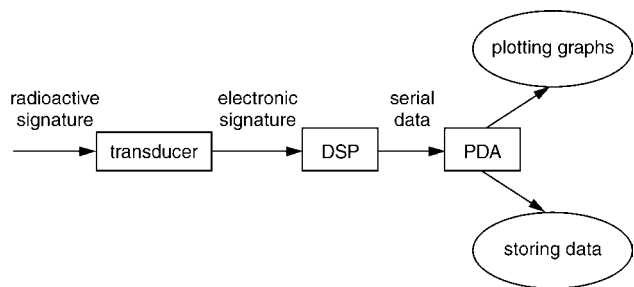 plotting graphs
radioactive
signature
electronic
signature
serial
data
transducer
DSP
PDA
storing data